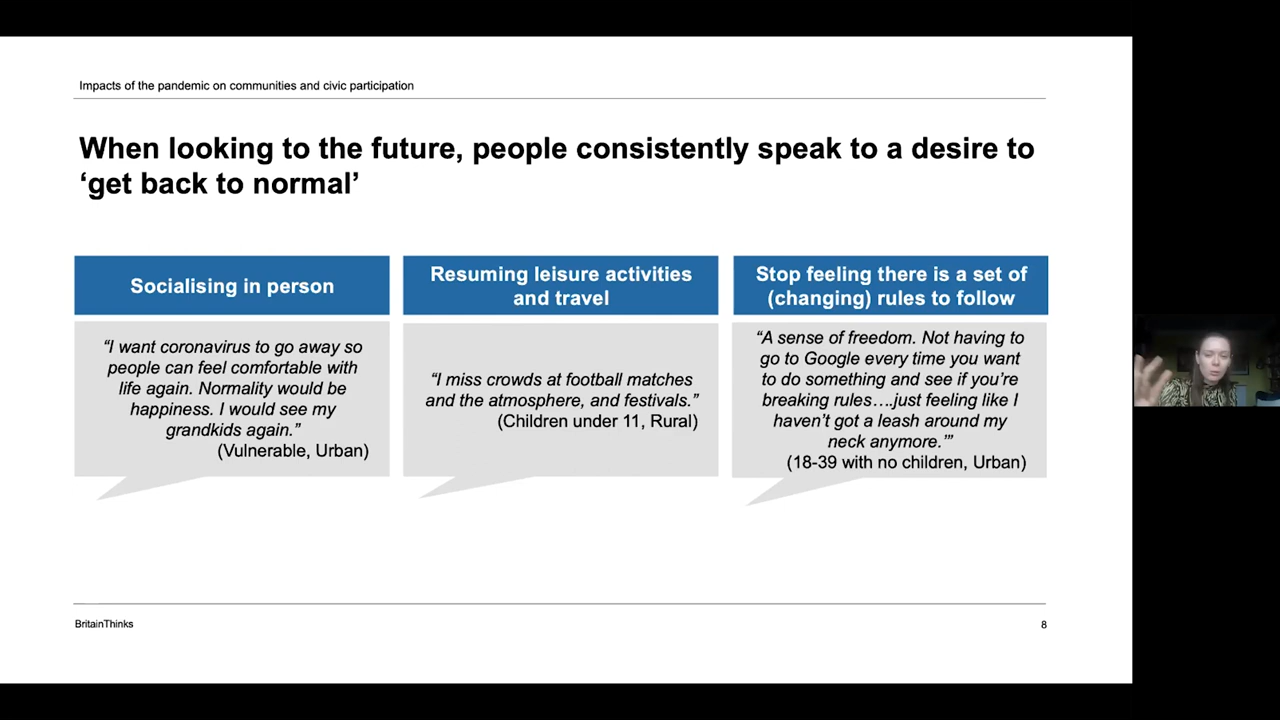 Impacts of the pandemic on communities and civic participation
When looking to the future, people consistently speak to a desire to
‘get back to normal’
Socialising in person
“I want coronavirus to go away so
people can feel comfortable with
life again. Normality would be
happiness. I would see my
grandkids again.”
(Vulnerable, Urban)
Resuming leisure activities
and travel
“I miss crowds at football matches
and the atmosphere, and festivals.”
(Children under 11, Rural)
Stop feeling there is a set of
(changing) rules to follow
“A sense of freedom. Not having to
go to Google every time you want
to do something and see if you’re
breaking rules….just feeling like I
haven’t got a leash around my
neck anymore.’”
(18-39 with no children, Urban)
BritainThinks
8